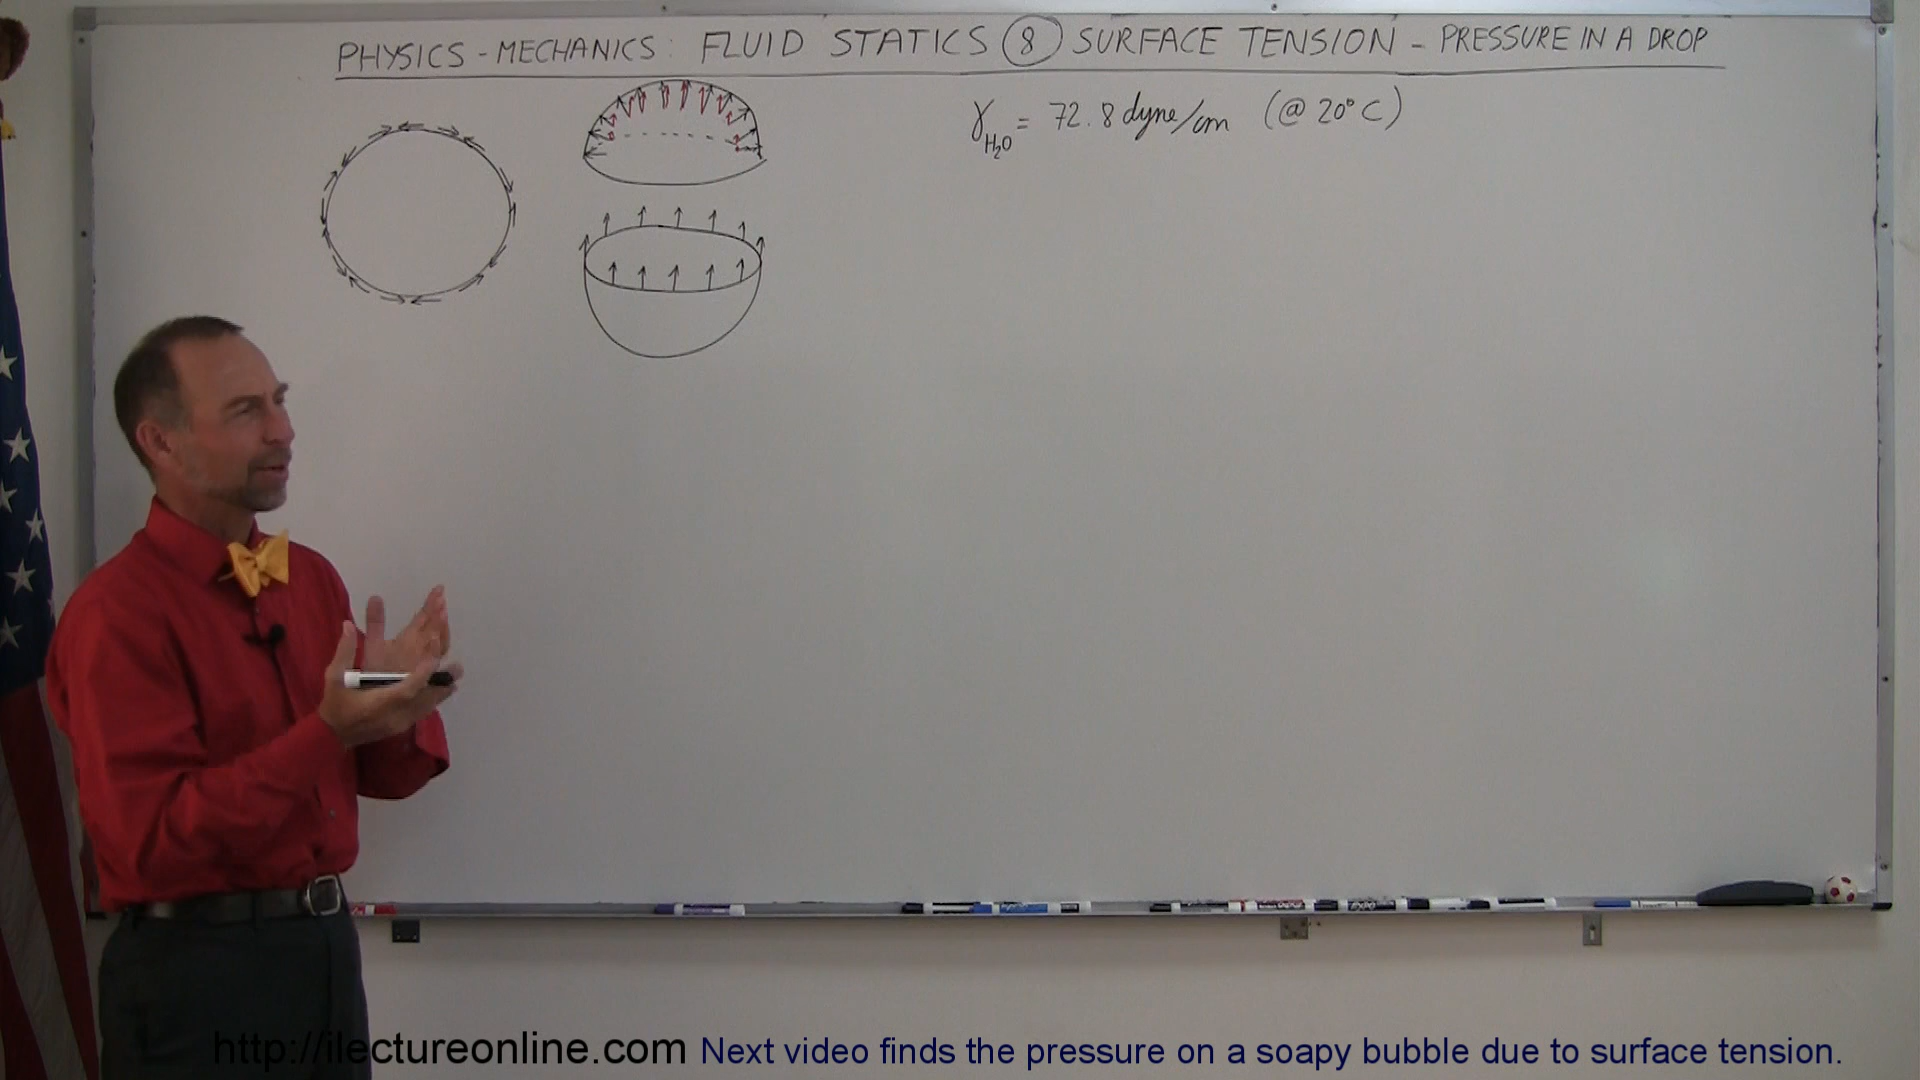 PHYSICS - MECHANICS: FLUID STATICS 8 SURFACE TENSION - PRESSURE IN A DROP
γH₂O = 72.8 dyne/cm (@ 20° C)
http://ilectureonline.com Next video finds the pressure on a soapy bubble due to surface tension.